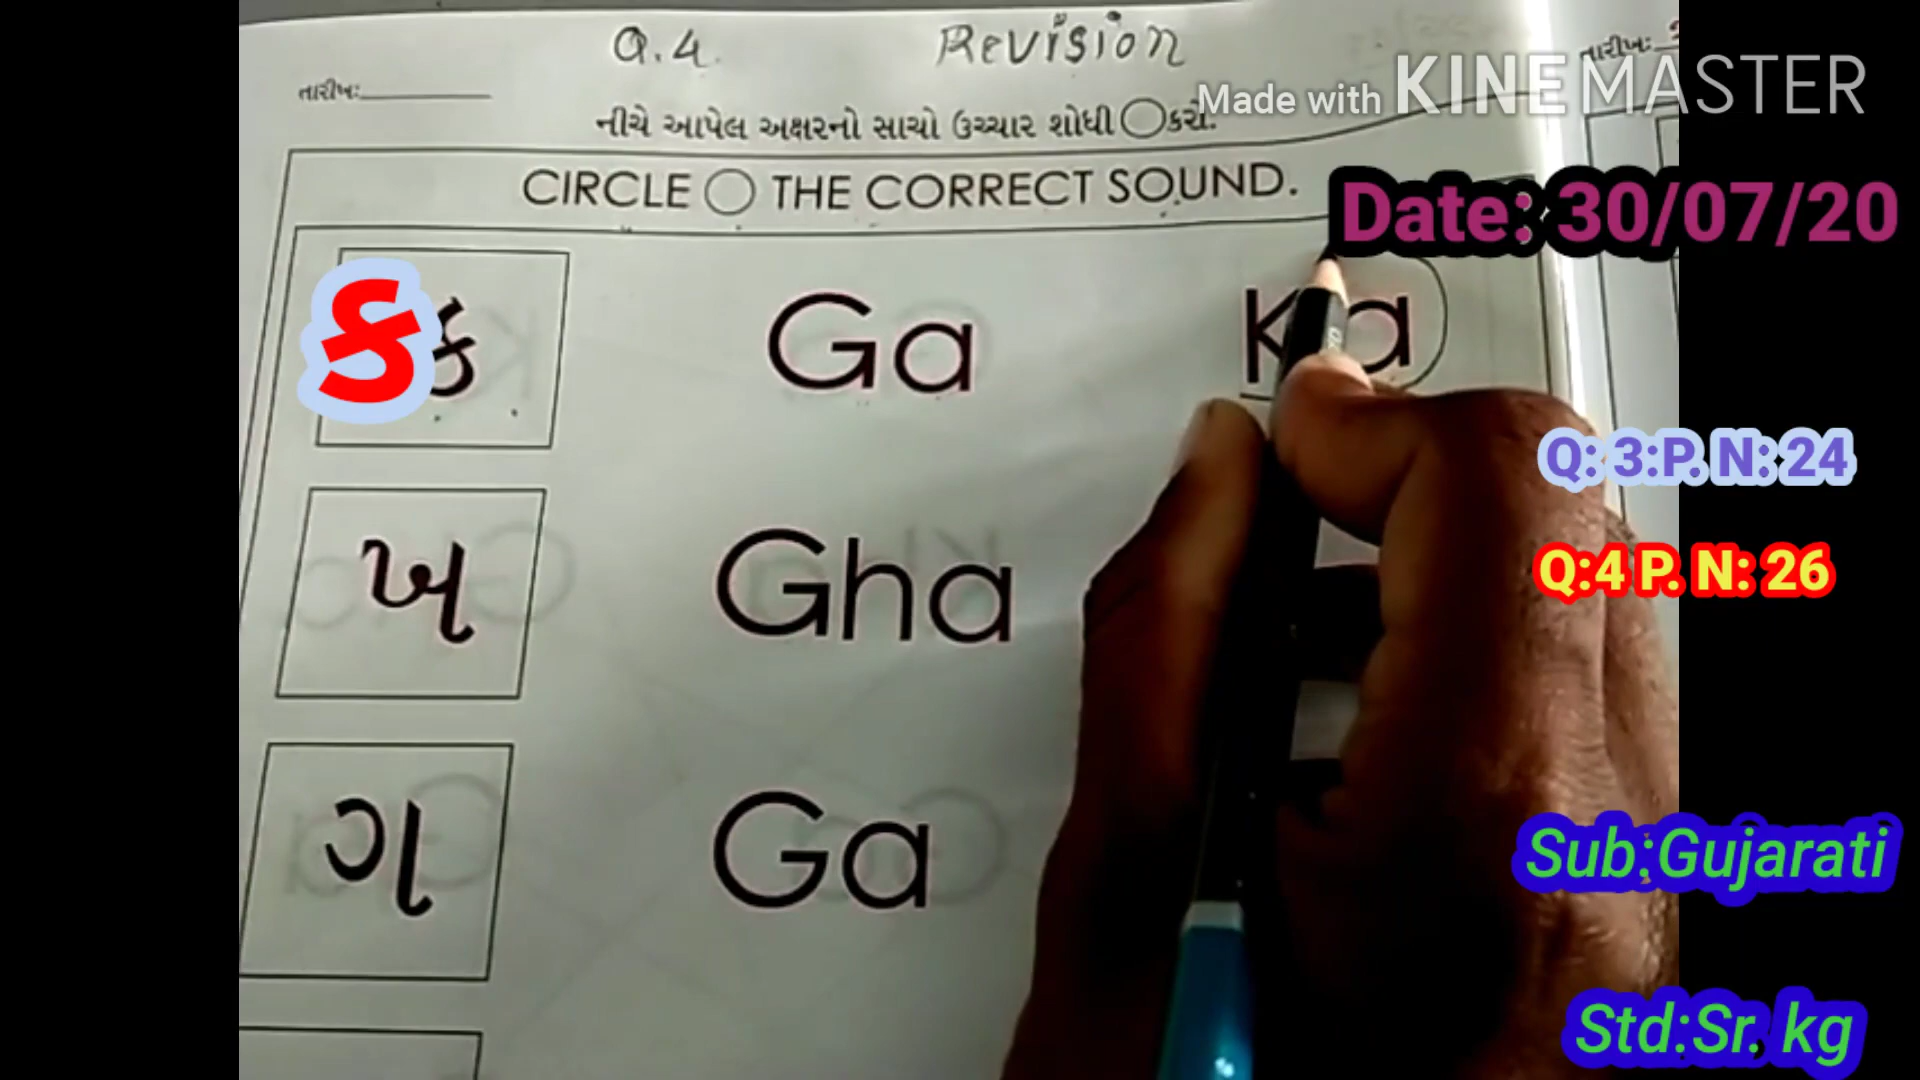 Q.4. Revision
તારીખ:
તારીખ:
Made with KINEMASTER
નીચે આપેલ અક્ષરનો સાચો ઉચ્ચાર શોધી ◯ કરો.
CIRCLE ◯ THE CORRECT SOUND.
Date: 30/07/20
ક ક Ga Ka
Q: 3:P. N: 24
ખ Gha
Q:4 P. N: 26
ગ Ga
Sub:Gujarati
Std:Sr. kg